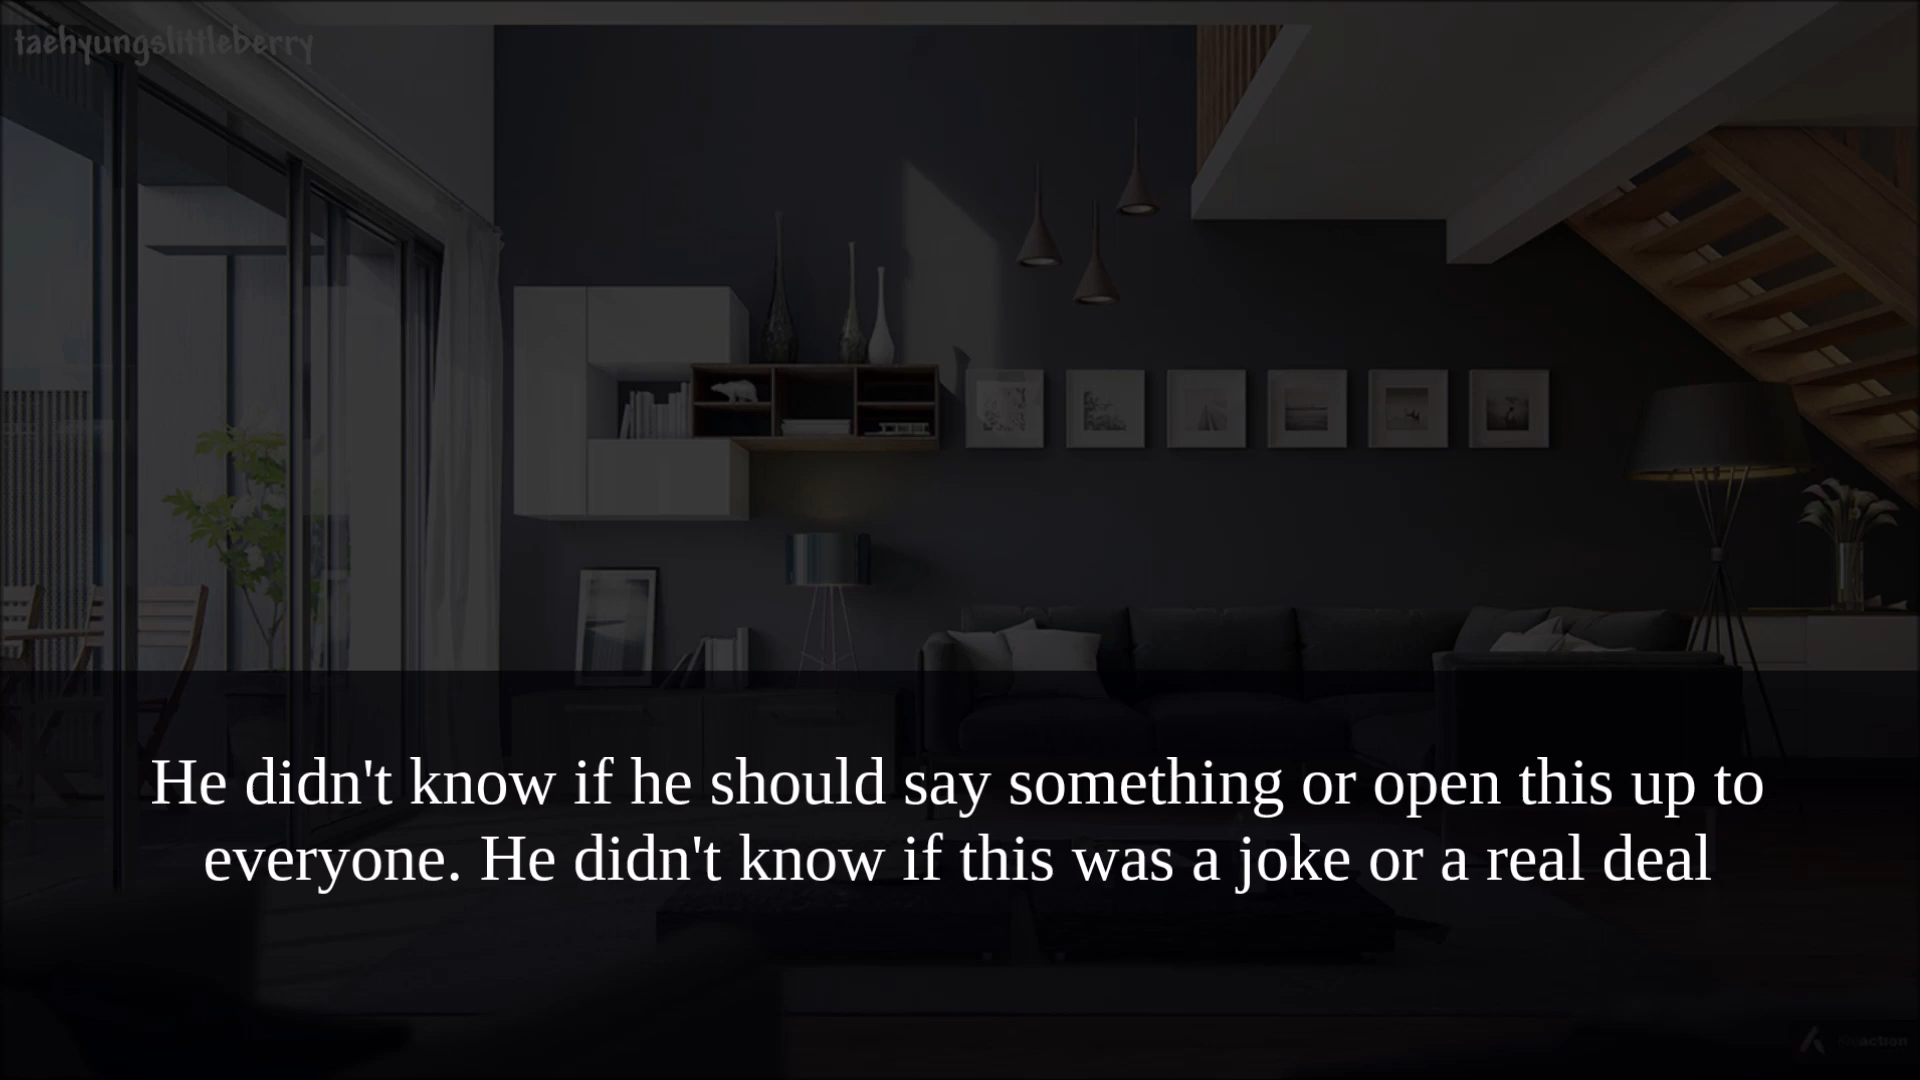 taehyungslittleberry
He didn't know if he should say something or open this up to
everyone. He didn't know if this was a joke or a real deal